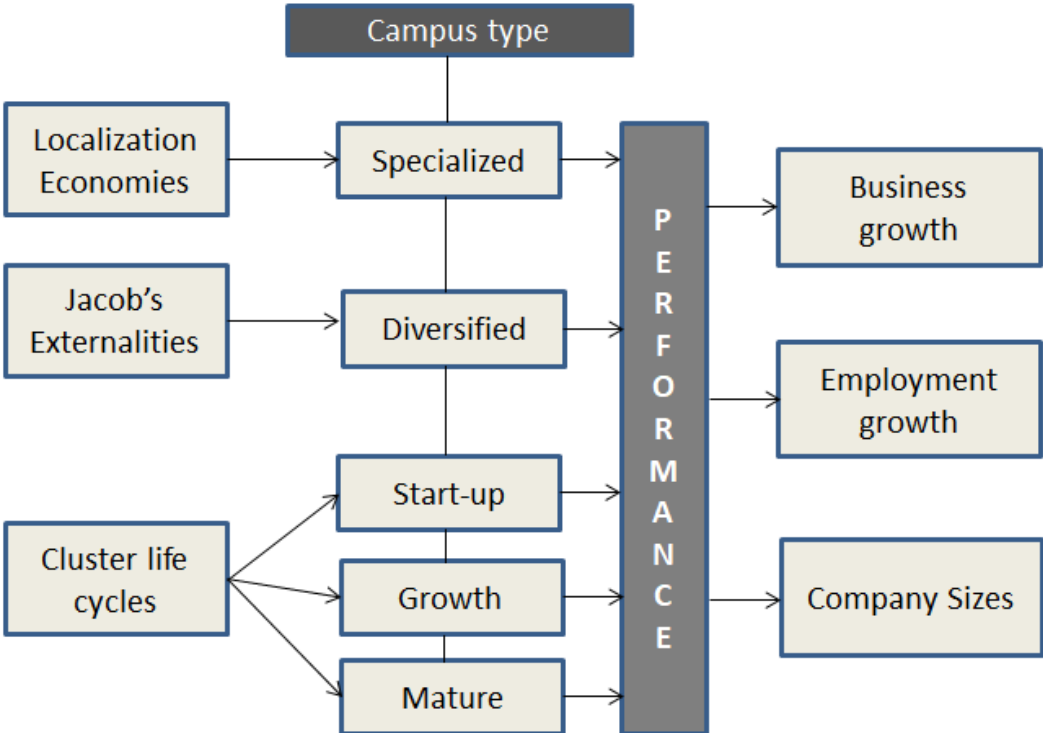 Campus type
Localization
Economies
Specialized
Jacob's
Externalities
Diversified
Cluster life
cycles
Start-up
Growth
Mature
PERFORMANCE
Business
growth
Employment
growth
Company Sizes